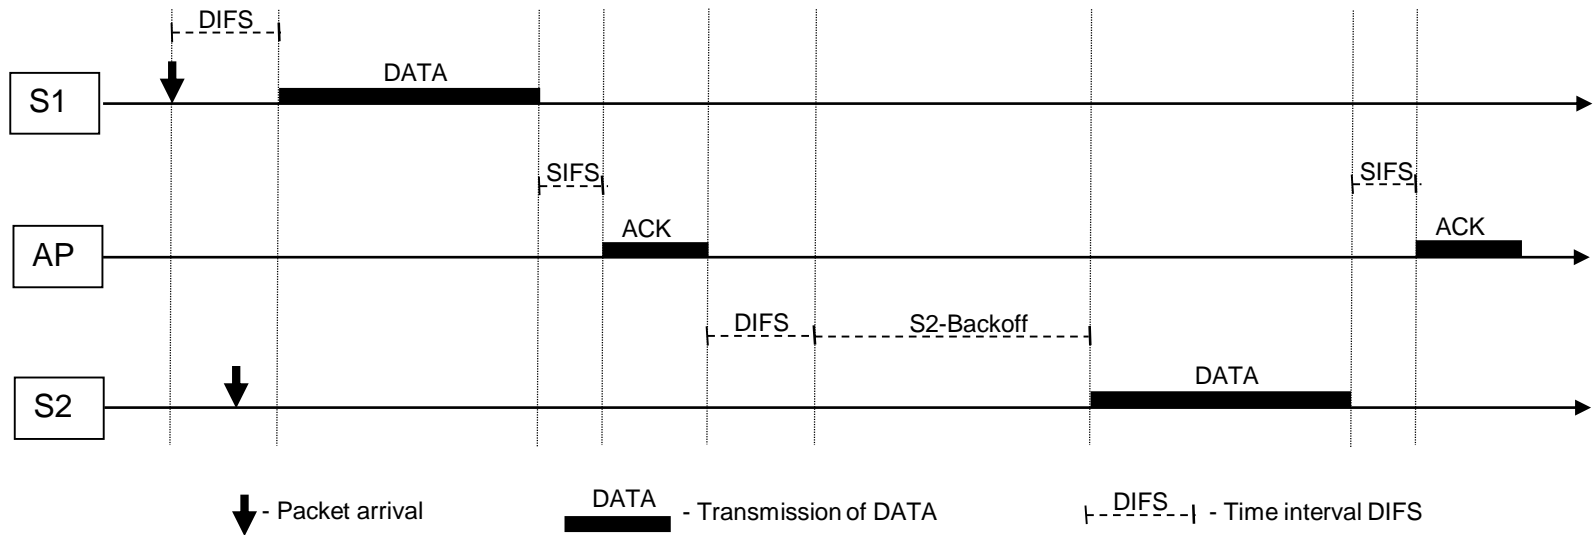 DIFS
DATA
S1
SIFS
SIFS
ACK
ACK
AP
DIFS
S2-Backoff
DATA
S2
DATA
DIFS
- Packet arrival
- Transmission of DATA
- Time interval DIFS